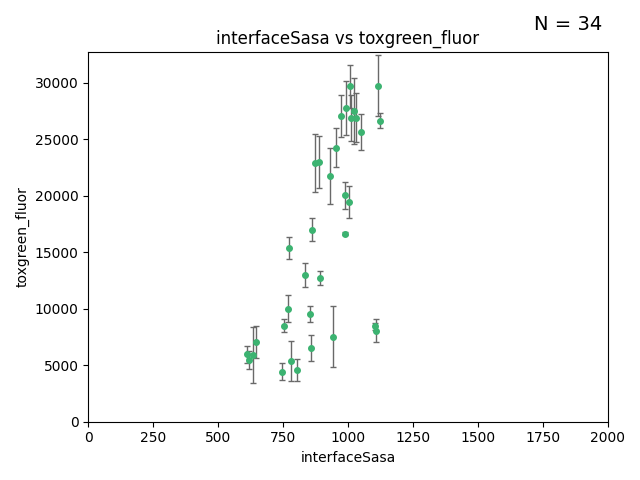 N = 34
interfaceSasa vs toxgreen_fluor
toxgreen_fluor
30000
25000
20000
15000
10000
5000
0
0 250 500 750 1000 1250 1500 1750 2000
interfaceSasa